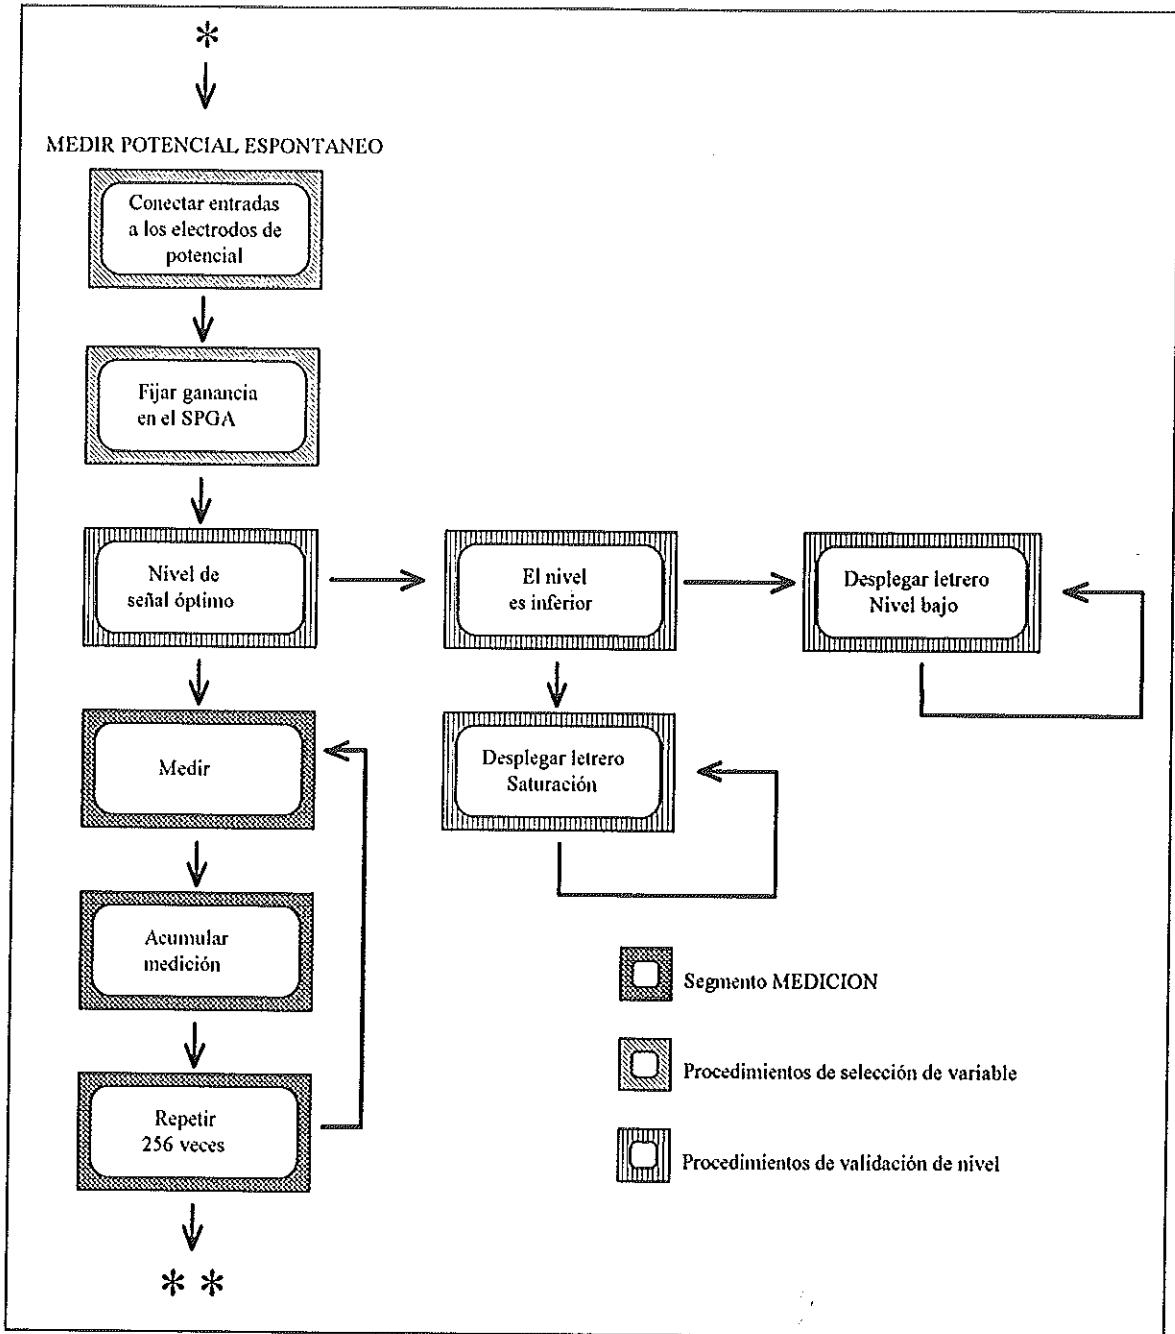 *
MEDIR POTENCIAL ESPONTANEO
Conectar entradas
a los electrodos de
potencial
Fijar ganancia
en el SPGA
Nivel de
señal óptimo
El nivel
es inferior
Desplegar letrero
Nivel bajo
Medir
Desplegar letrero
Saturación
Acumular
medición
Repetir
256 veces
* *
Segmento MEDICION
Procedimientos de selección de variable
Procedimientos de validación de nivel